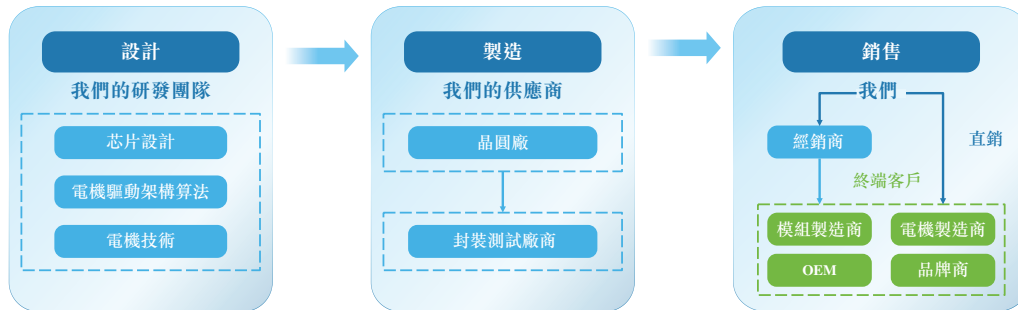 設計
我們的研發團隊
芯片設計
電機驅動架構算法
電機技術
製造
我們的供應商
晶圓廠
封裝測試廠商
銷售
我們
經銷商
直銷
終端客戶
模組製造商
電機製造商
OEM
品牌商